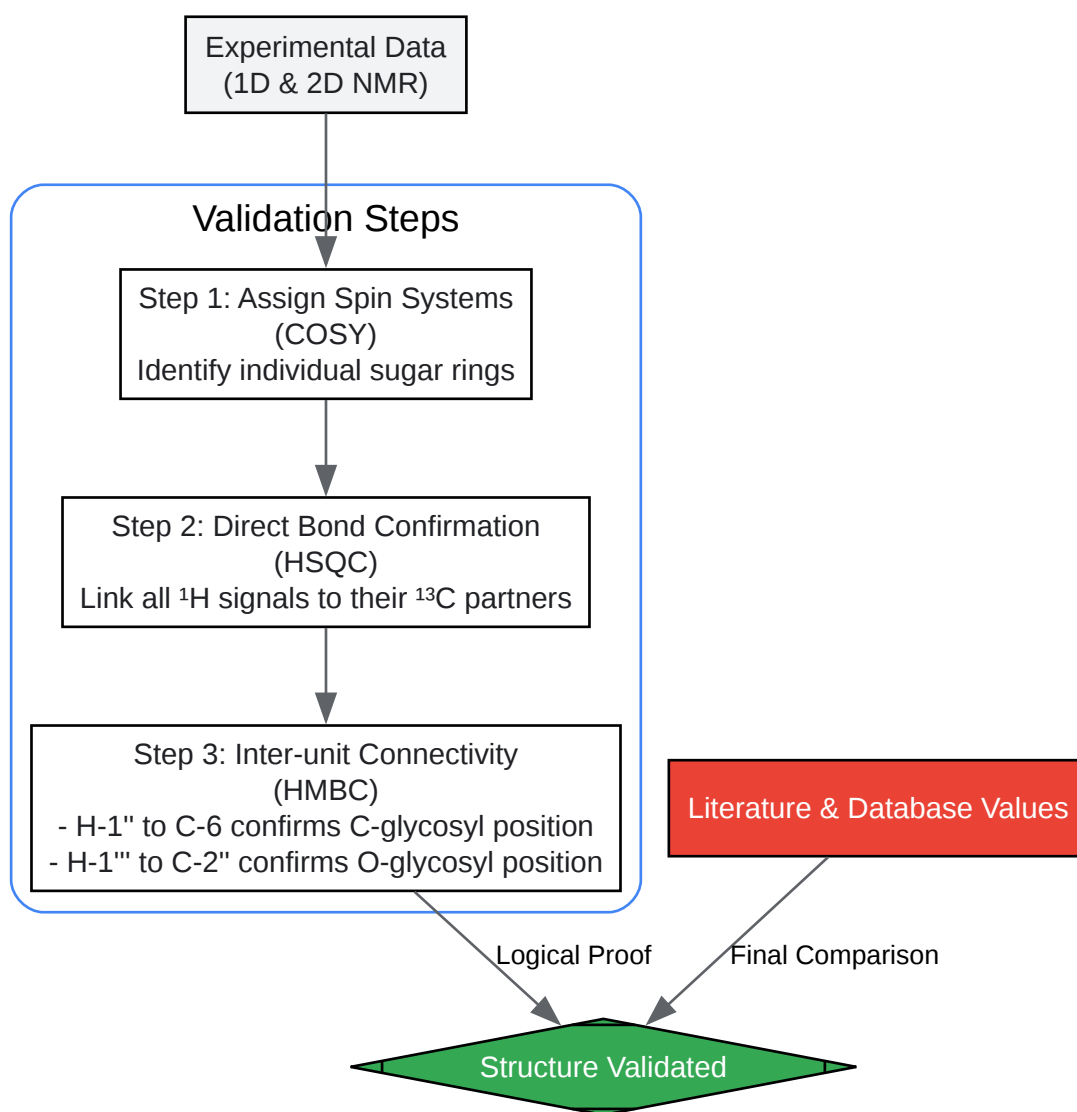 Experimental Data
(1D & 2D NMR)
Validation Steps
Step 1: Assign Spin Systems
(COSY)
Identify individual sugar rings
Step 2: Direct Bond Confirmation
(HSQC)
Link all ¹H signals to their ¹³C partners
Step 3: Inter-unit Connectivity
(HMBC)
- H-1'' to C-6 confirms C-glycosyl position
- H-1''' to C-2'' confirms O-glycosyl position
Literature & Database Values
Logical Proof
Final Comparison
Structure Validated